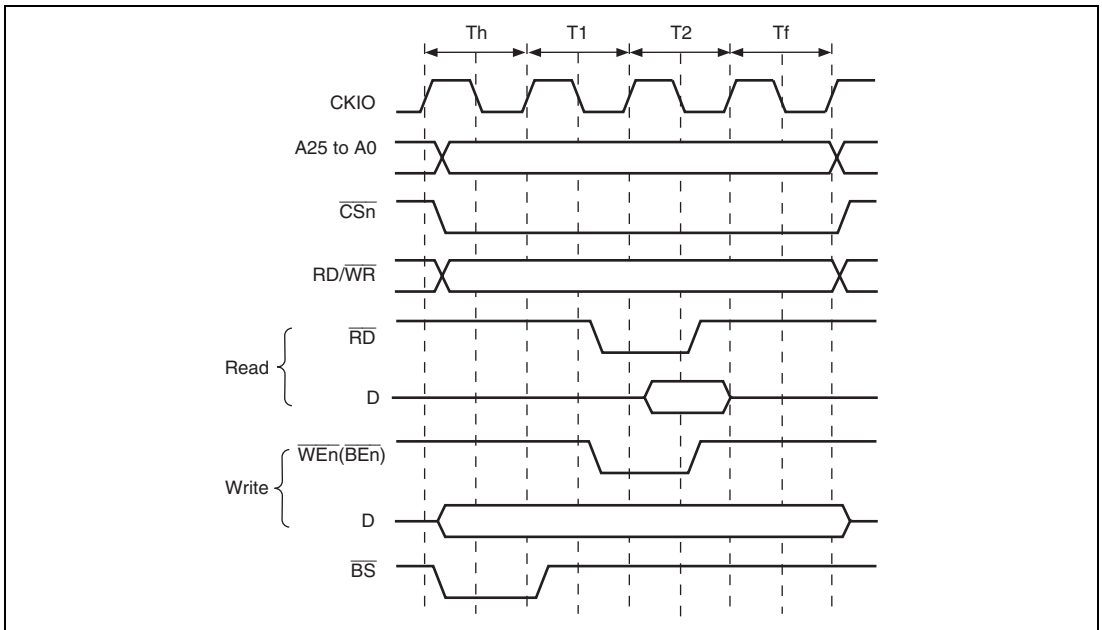 Th T1 T2 Tf
CKIO
A25 to A0
CSn
RD/WR
RD
Read
D
WEn(BEn)
Write
D
BS